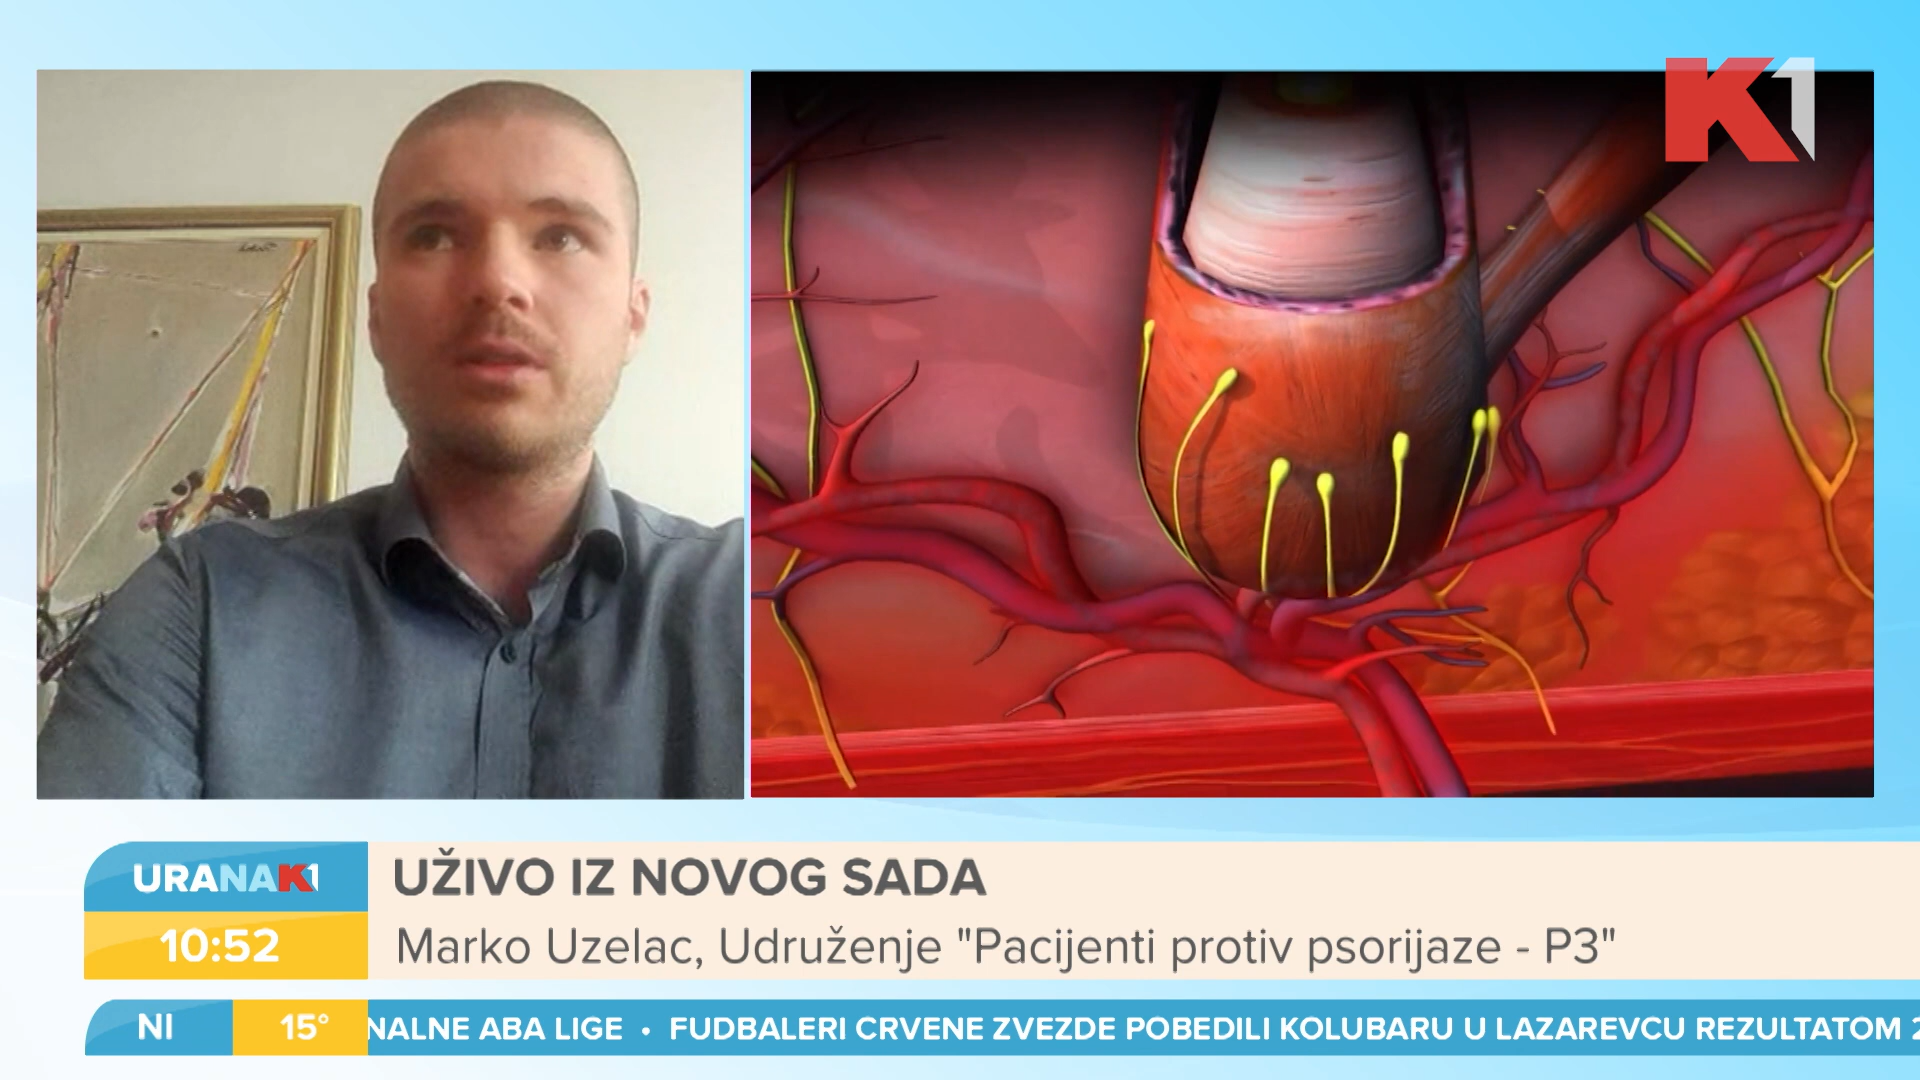 K1
URANAK1
UŽIVO IZ NOVOG SADA
10:52
Marko Uzelac, Udruženje "Pacijenti protiv psorijaze - P3"
NI 15° NALNE ABA LIGE • FUDBALERI CRVENE ZVEZDE POBEDILI KOLUBARU U LAZAREVCU REZULTATOM